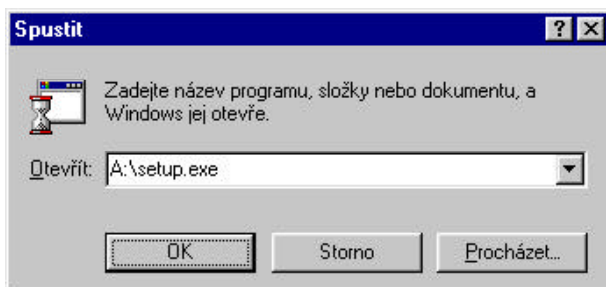 Spustit
Zadejte název programu, složky nebo dokumentu, a
Windows jej otevře.
Otevřít: A:\setup.exe
OK Storno Procházet...